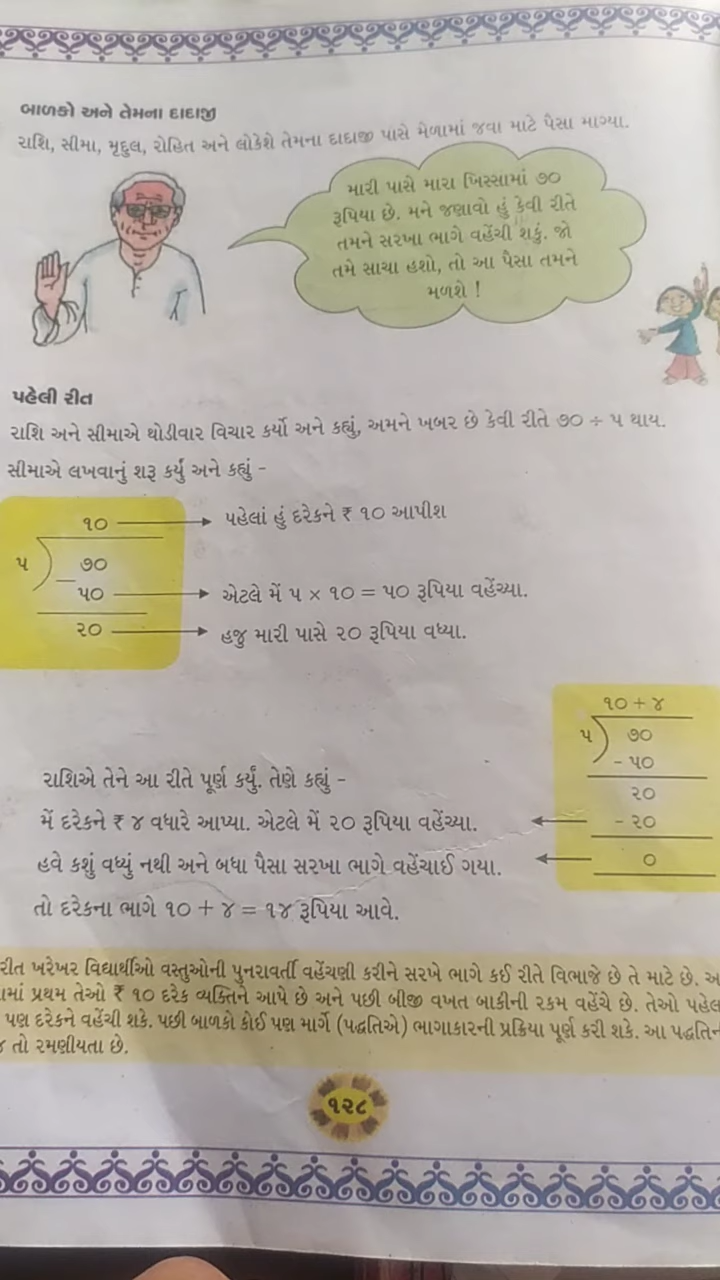 બાળકો અને તેમના દાદાજી
રાશિ, સીમા, મૃદુલ, રોહિત અને લોકેશે તેમના દાદાજી પાસે મેળામાં જવા માટે પૈસા માગ્યા.
મારી પાસે મારા ખિસ્સામાં ૭૦
રૂપિયા છે. મને જણાવો હું કેવી રીતે
તમને સરખા ભાગે વહેંચી શકું. જો
તમે સાચા હશો, તો આ પૈસા તમને
મળશે !
પહેલી રીત
રાશિ અને સીમાએ થોડીવાર વિચાર કર્યો અને કહ્યું, અમને ખબર છે કેવી રીતે ૭૦ ÷ ૫ થાય.
સીમાએ લખવાનું શરૂ કર્યું અને કહ્યું -
૧૦ પહેલાં હું દરેકને ₹ ૧૦ આપીશ
૫ ૭૦
- ૫૦ એટલે મેં ૫ × ૧૦ = ૫૦ રૂપિયા વહેંચ્યા.
૨૦ હજુ મારી પાસે ૨૦ રૂપિયા વધ્યા.
૧૦ + ૪
૫ ૭૦
- ૫૦
૨૦
- ૨૦
૦
રાશિએ તેને આ રીતે પૂર્ણ કર્યું. તેણે કહ્યું -
મેં દરેકને ₹ ૪ વધારે આપ્યા. એટલે મેં ૨૦ રૂપિયા વહેંચ્યા.
હવે કશું વધ્યું નથી અને બધા પૈસા સરખા ભાગે વહેંચાઈ ગયા.
તો દરેકના ભાગે ૧૦ + ૪ = ૧૪ રૂપિયા આવે.
રીત ખરેખર વિદ્યાર્થીઓ વસ્તુઓની પુનરાવર્તી વહેંચણી કરીને સરખે ભાગે કઈ રીતે વિભાજે છે તે માટે છે.
પ્રથમ તેઓ ₹ ૧૦ દરેક વ્યક્તિને આપે છે અને પછી બીજી વખત બાકીની રકમ વહેંચે છે. તેઓ
પણ દરેકને વહેંચી શકે. પછી બાળકો કોઈ પણ માર્ગે (પદ્ધતિએ) ભાગાકારની પ્રક્રિયા પૂર્ણ કરી શકે. આ
તો રમણીયતા છે.
૧૨૮